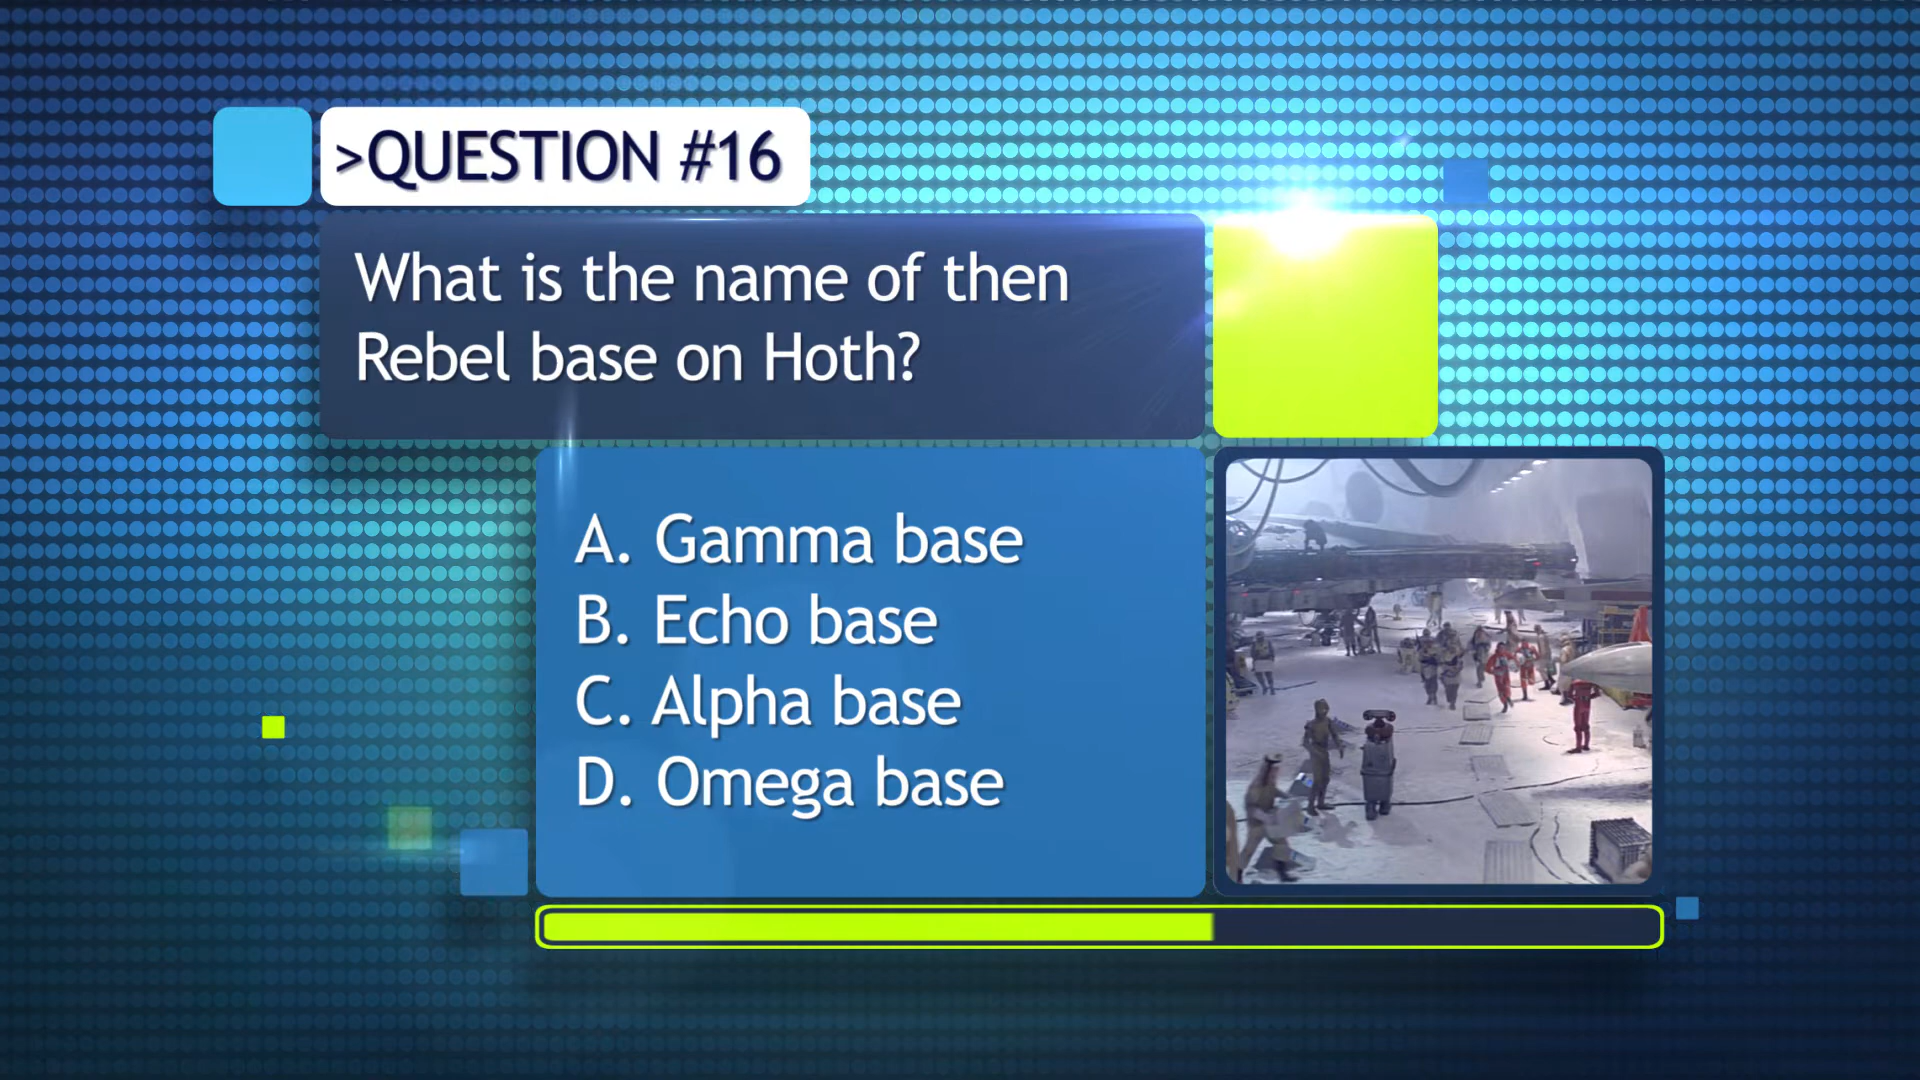 >QUESTION #16
What is the name of then
Rebel base on Hoth?
A. Gamma base
B. Echo base
C. Alpha base
D. Omega base